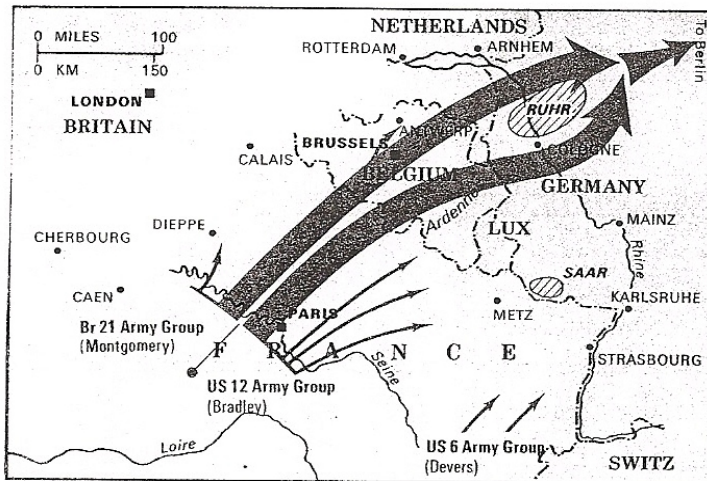 0 MILES 100
0 KM 150
NETHERLANDS
ROTTERDAM
ARNHEM
To Berlin
LONDON
BRITAIN
RUHR
ANTWERP
BRUSSELS
COLOGNE
CALAIS
BELGIUM
GERMANY
Ardennes
DIEPPE
LUX
MAINZ
CHERBOURG
Rhine
SAAR
CAEN
PARIS
METZ
KARLSRUHE
Br 21 Army Group
(Montgomery)
FRANCE
Seine
STRASBOURG
US 12 Army Group
(Bradley)
Loire
US 6 Army Group
(Devers)
SWITZ